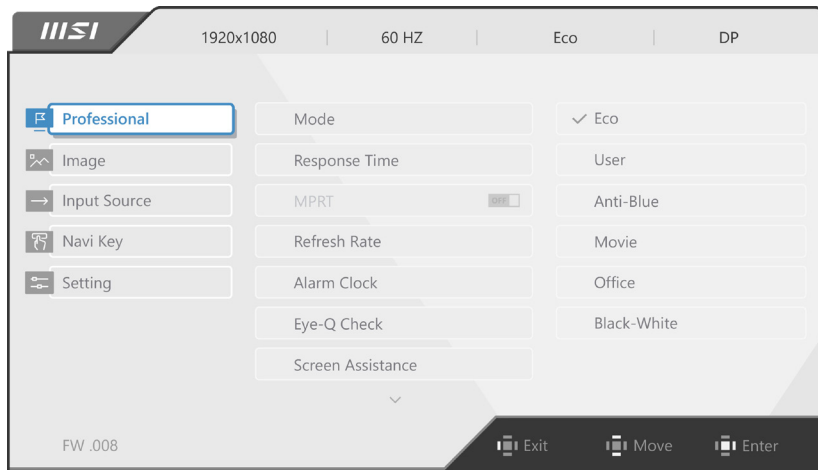 msi
1920x1080 60 HZ Eco DP
Professional Mode ✓ Eco
Image Response Time User
Input Source MPRT OFF Anti-Blue
Navi Key Refresh Rate Movie
Setting Alarm Clock Office
Eye-Q Check Black-White
Screen Assistance
FW .008 Exit Move Enter